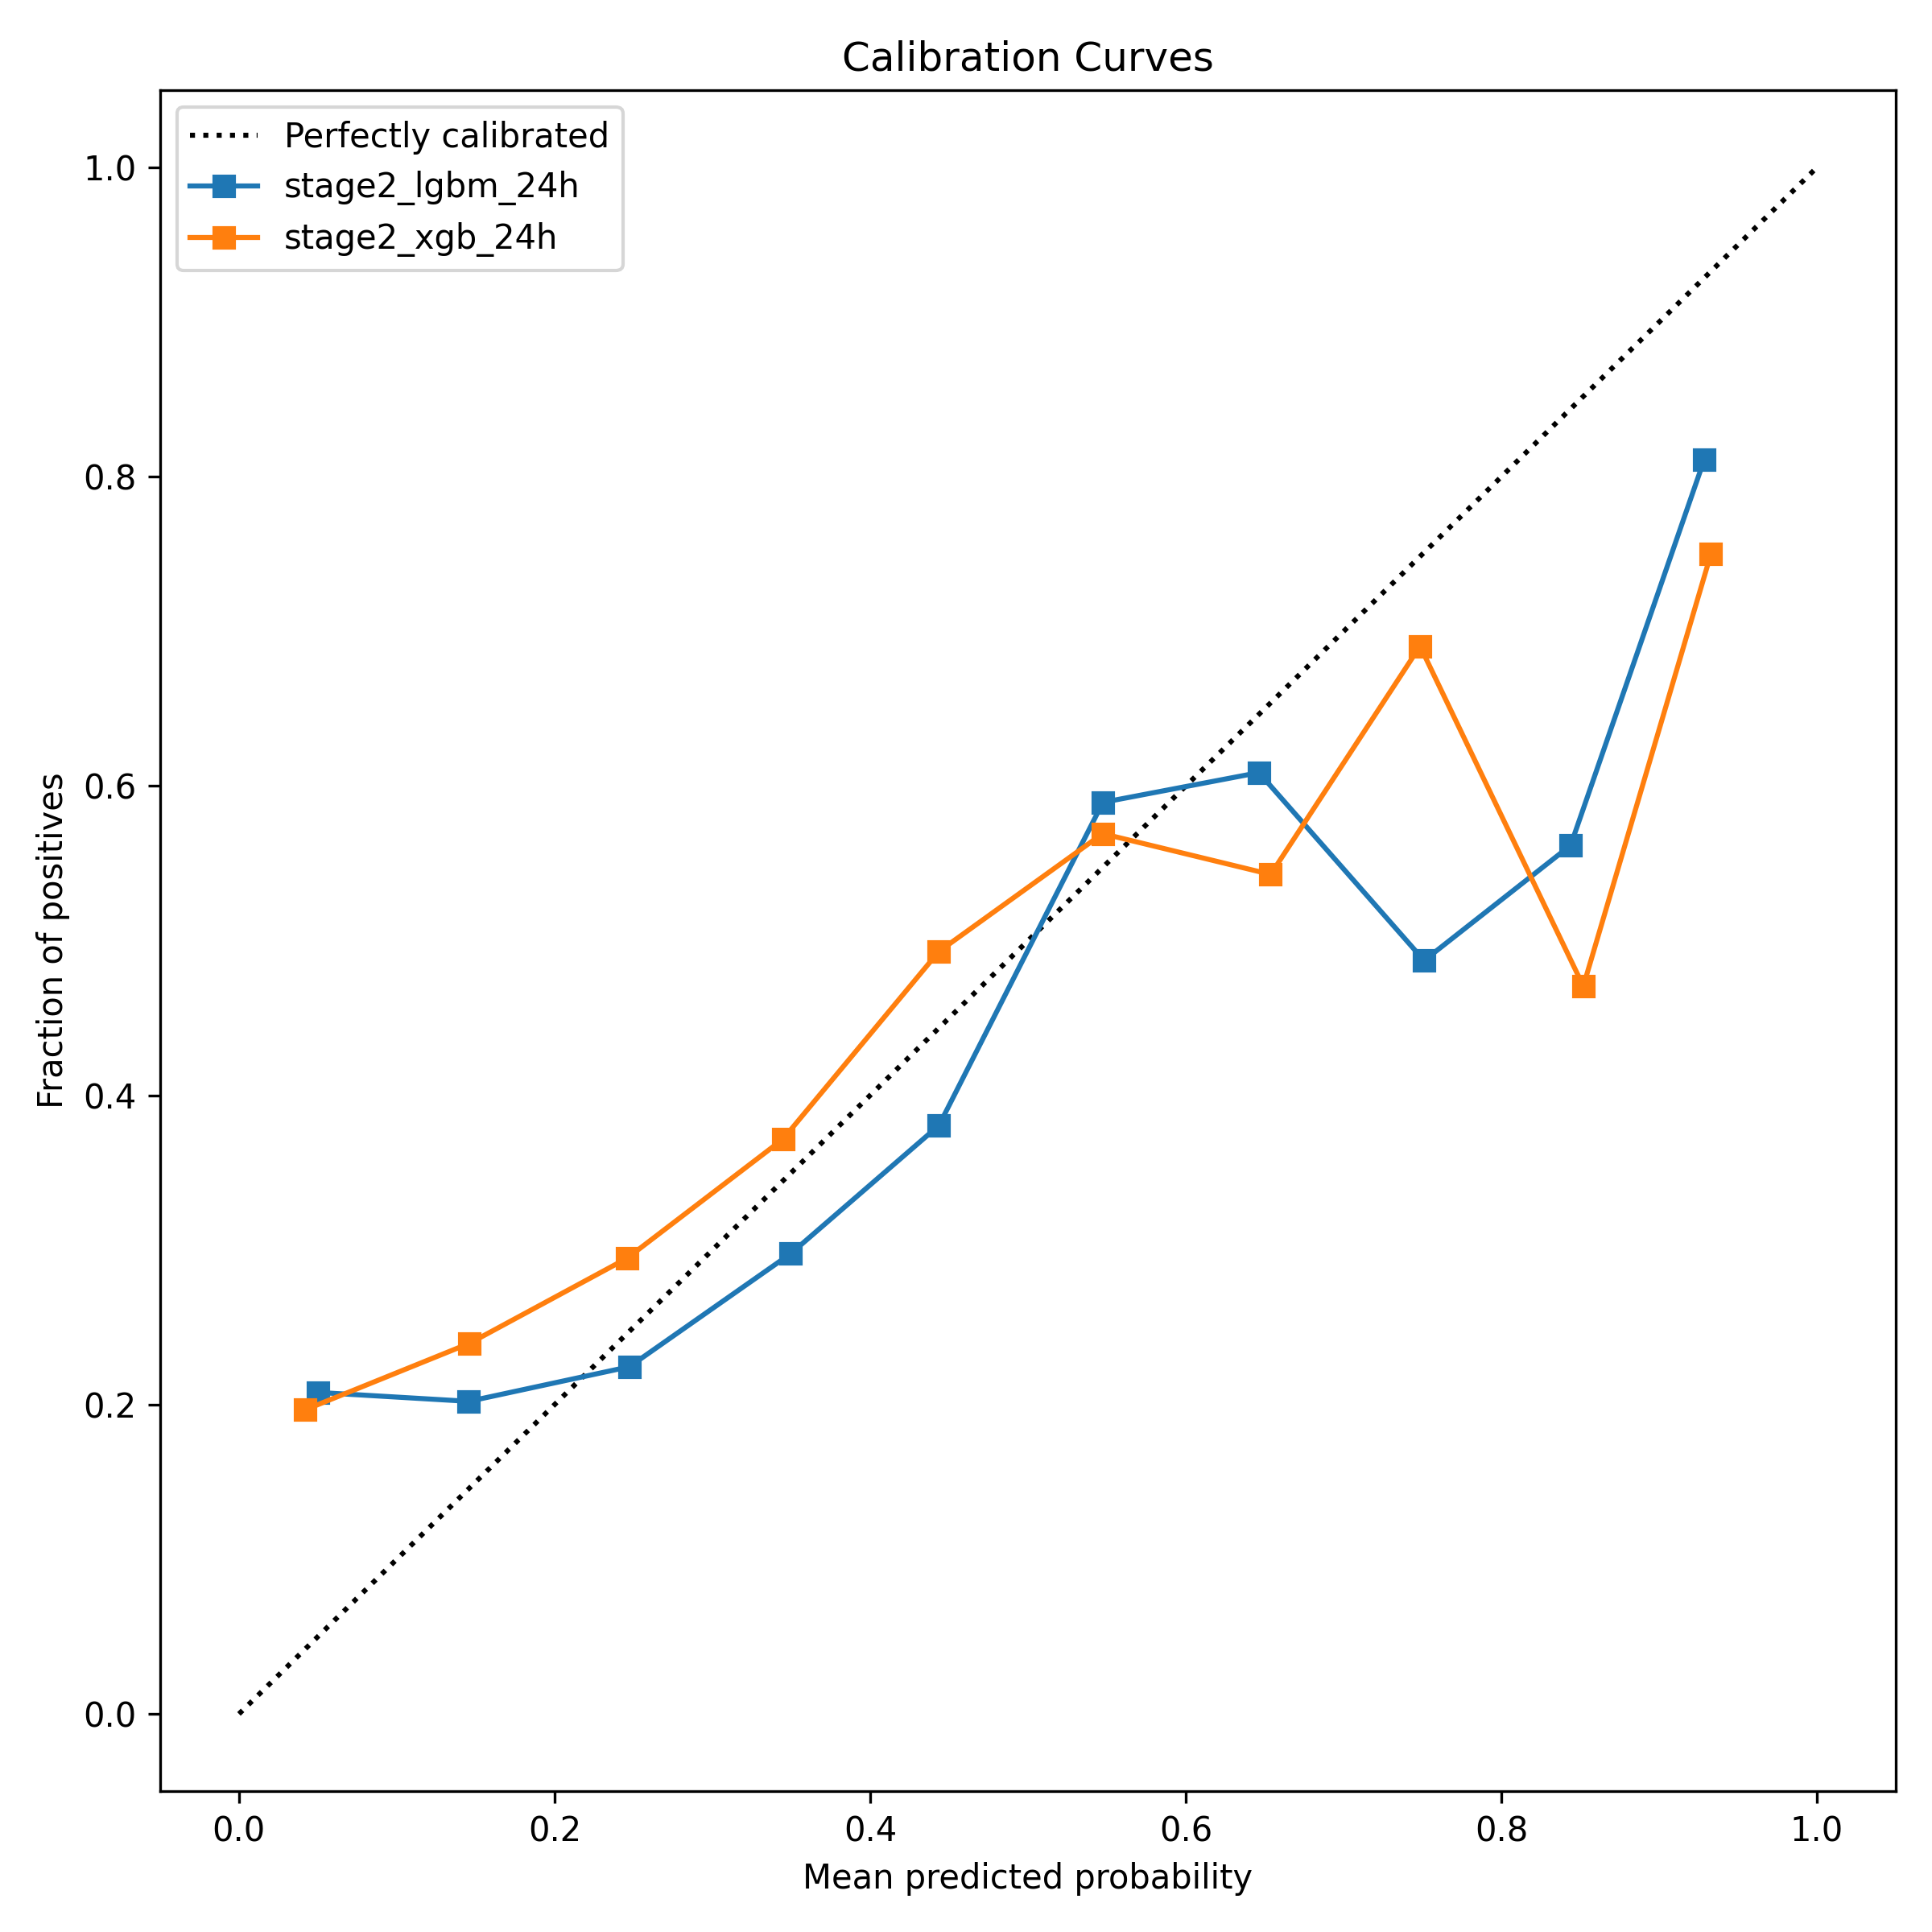 Calibration Curves
Perfectly calibrated
stage2_lgbm_24h
stage2_xgb_24h
1.0
0.8
0.6
0.4
0.2
0.0
Fraction of positives
0.0 0.2 0.4 0.6 0.8 1.0
Mean predicted probability